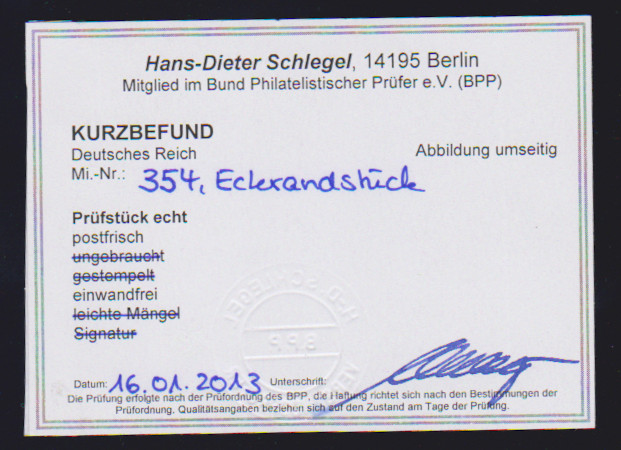 Hans-Dieter Schlegel, 14195 Berlin
Mitglied im Bund Philatelistischer Prüfer e.V. (BPP)
KURZBEFUND
Deutsches Reich
Abbildung umseitig
Mi.-Nr.: 354, Eckrandstück
Prüfstück echt
postfrisch
ungebraucht
gestempelt
einwandfrei
leichte Mängel
Signatur
H-D SCHLEGEL
BPP
Datum: 16.01.2013 Unterschrift:
Die Prüfung erfolgte nach der Prüfordnung des BPP, die Haftung richtet sich nach den Bestimmungen der
Prüfordnung. Qualitätsangaben beziehen sich auf den Zustand am Tage der Prüfung.